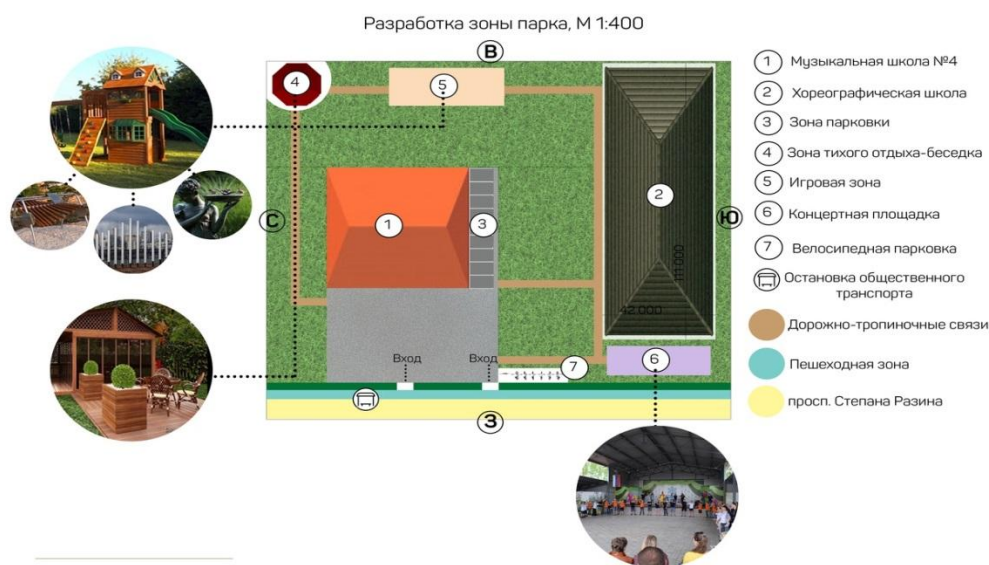 Разработка зоны парка, М 1:400
В
4
5
1
3
2
С
Ю
111.000
42.000
6
7
Вход
Вход
З
1 Музыкальная школа №4
2 Хореографическая школа
3 Зона парковки
4 Зона тихого отдыха-беседка
5 Игровая зона
6 Концертная площадка
7 Велосипедная парковка
Остановка общественного
транспорта
Дорожно-тропиночные связи
Пешеходная зона
просп. Степана Разина